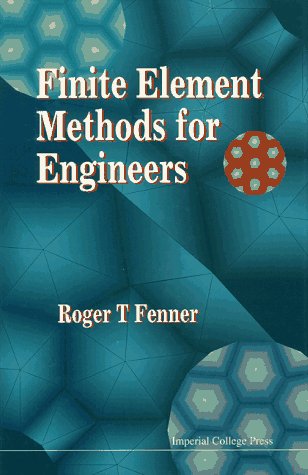 Finite Element
Methods for
Engineers
Roger T Fenner
Imperial College Press